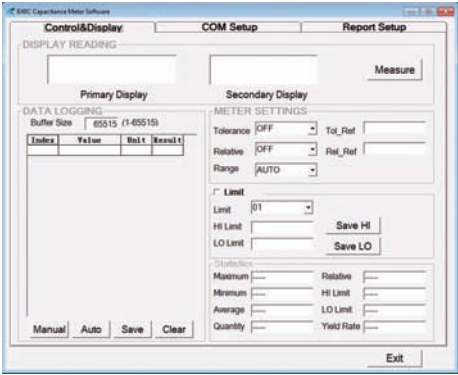 830C Capacitance Meter Software
Control&Display COM Setup Report Setup
DISPLAY READING
Measure
Primary Display Secondary Display
DATA LOGGING
Buffer Size 65515 (1-65515)
Index Value Unit Result
Manual Auto Save Clear
METER SETTINGS
Tolerance OFF Tol_Ref
Relative OFF Rel_Ref
Range AUTO
Limit
Limit 01
HI Limit Save HI
LO Limit Save LO
Statistics
Maximum ---- Relative ----
Minimum ---- HI Limit ----
Average ---- LO Limit ----
Quantity ---- Yield Rate ----
Exit